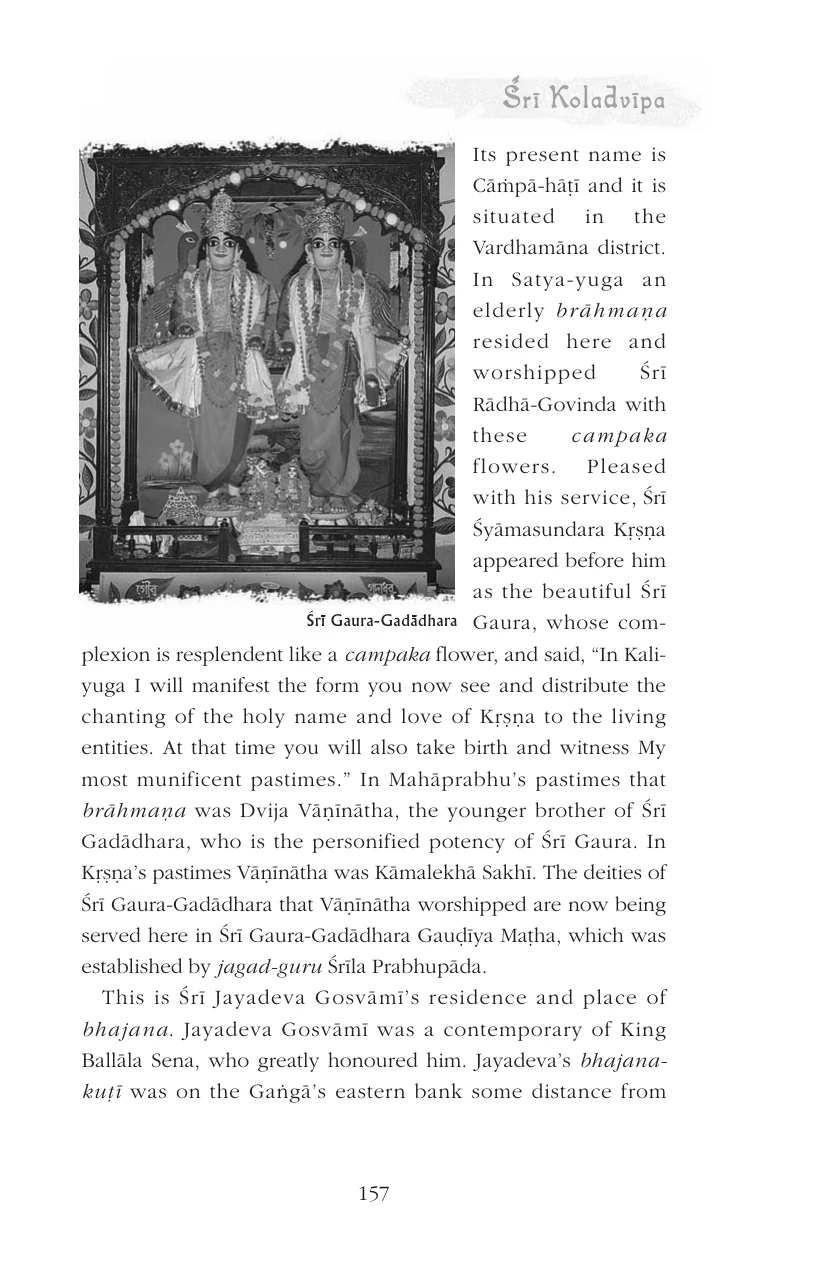 Śrī Koladvīpa
Its present name is
Cāṁpā-hāṭī and it is
situated in the
Vardhamāna district.
In Satya-yuga an
elderly brāhmaṇa
resided here and
worshipped Śrī
Rādhā-Govinda with
these campaka
flowers. Pleased
with his service, Śrī
Śyāmasundara Kṛṣṇa
appeared before him
as the beautiful Śrī
Gaura, whose com-
গৌর
গদাধর
Śrī Gaura-Gadādhara
plexion is resplendent like a campaka flower, and said, “In Kali-
yuga I will manifest the form you now see and distribute the
chanting of the holy name and love of Kṛṣṇa to the living
entities. At that time you will also take birth and witness My
most munificent pastimes.” In Mahāprabhu’s pastimes that
brāhmaṇa was Dvija Vāṇīnātha, the younger brother of Śrī
Gadādhara, who is the personified potency of Śrī Gaura. In
Kṛṣṇa’s pastimes Vāṇīnātha was Kāmalekhā Sakhī. The deities of
Śrī Gaura-Gadādhara that Vāṇīnātha worshipped are now being
served here in Śrī Gaura-Gadādhara Gauḍīya Maṭha, which was
established by jagad-guru Śrīla Prabhupāda.
This is Śrī Jayadeva Gosvāmī’s residence and place of
bhajana. Jayadeva Gosvāmī was a contemporary of King
Ballāla Sena, who greatly honoured him. Jayadeva’s bhajana-
kuṭī was on the Gaṅgā’s eastern bank some distance from
157